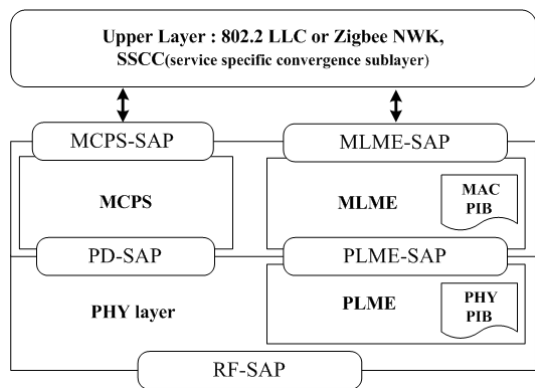 Upper Layer : 802.2 LLC or Zigbee NWK,
SSCC(service specific convergence sublayer)
MCPS-SAP
MLME-SAP
MCPS
MLME
MAC
PIB
PD-SAP
PLME-SAP
PHY layer
PLME
PHY
PIB
RF-SAP